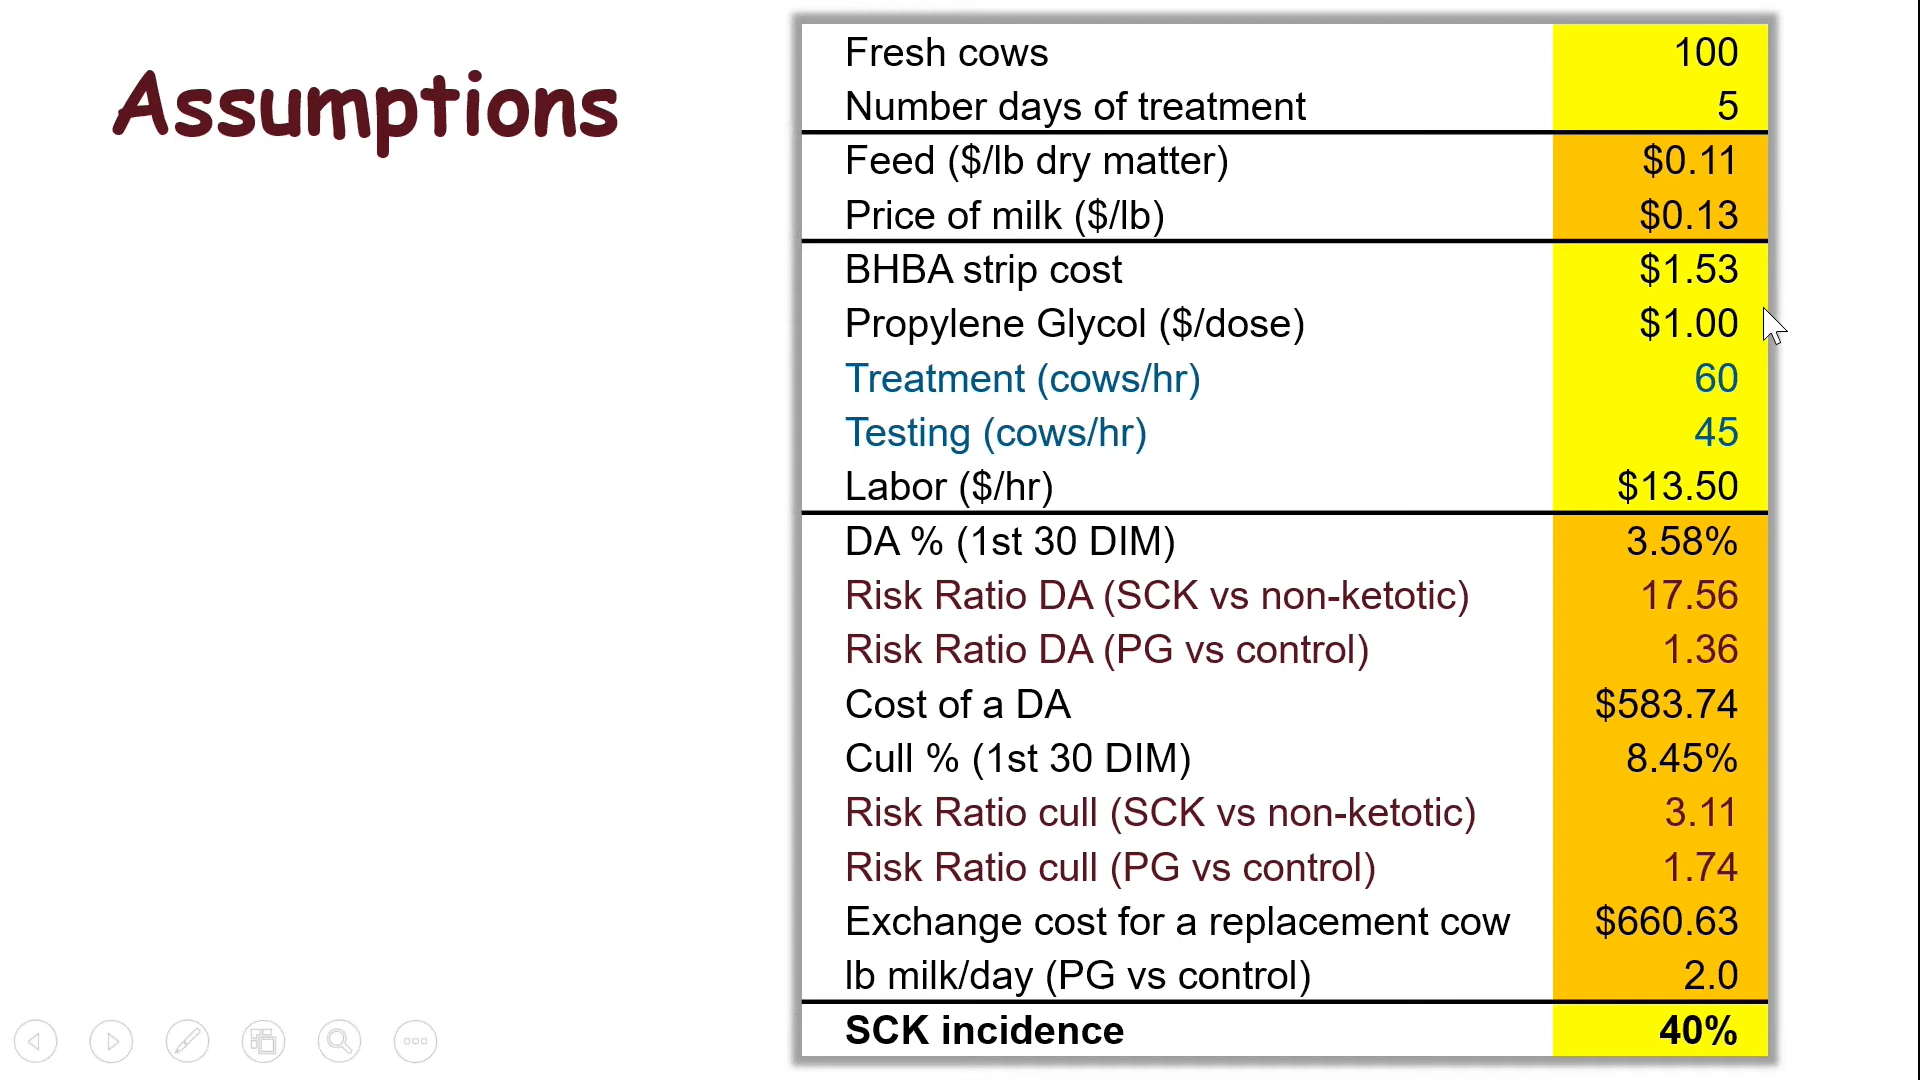 Assumptions
Fresh cows 100
Number days of treatment 5
Feed ($/lb dry matter) $0.11
Price of milk ($/lb) $0.13
BHBA strip cost $1.53
Propylene Glycol ($/dose) $1.00
Treatment (cows/hr) 60
Testing (cows/hr) 45
Labor ($/hr) $13.50
DA % (1st 30 DIM) 3.58%
Risk Ratio DA (SCK vs non-ketotic) 17.56
Risk Ratio DA (PG vs control) 1.36
Cost of a DA $583.74
Cull % (1st 30 DIM) 8.45%
Risk Ratio cull (SCK vs non-ketotic) 3.11
Risk Ratio cull (PG vs control) 1.74
Exchange cost for a replacement cow $660.63
lb milk/day (PG vs control) 2.0
SCK incidence 40%